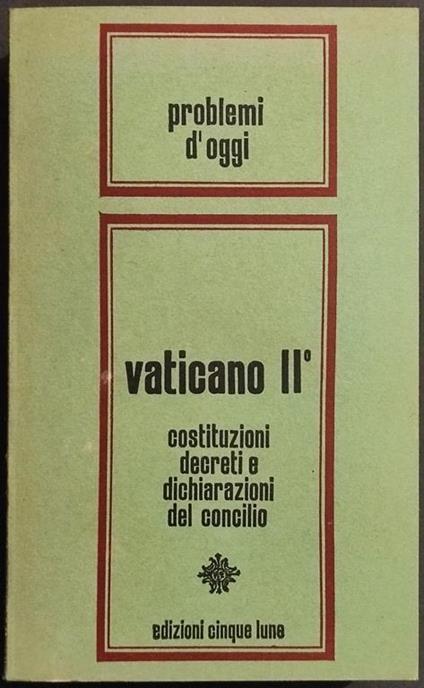 problemi
d'oggi
vaticano II°
costituzioni
decreti e
dichiarazioni
del concilio
edizioni cinque lune